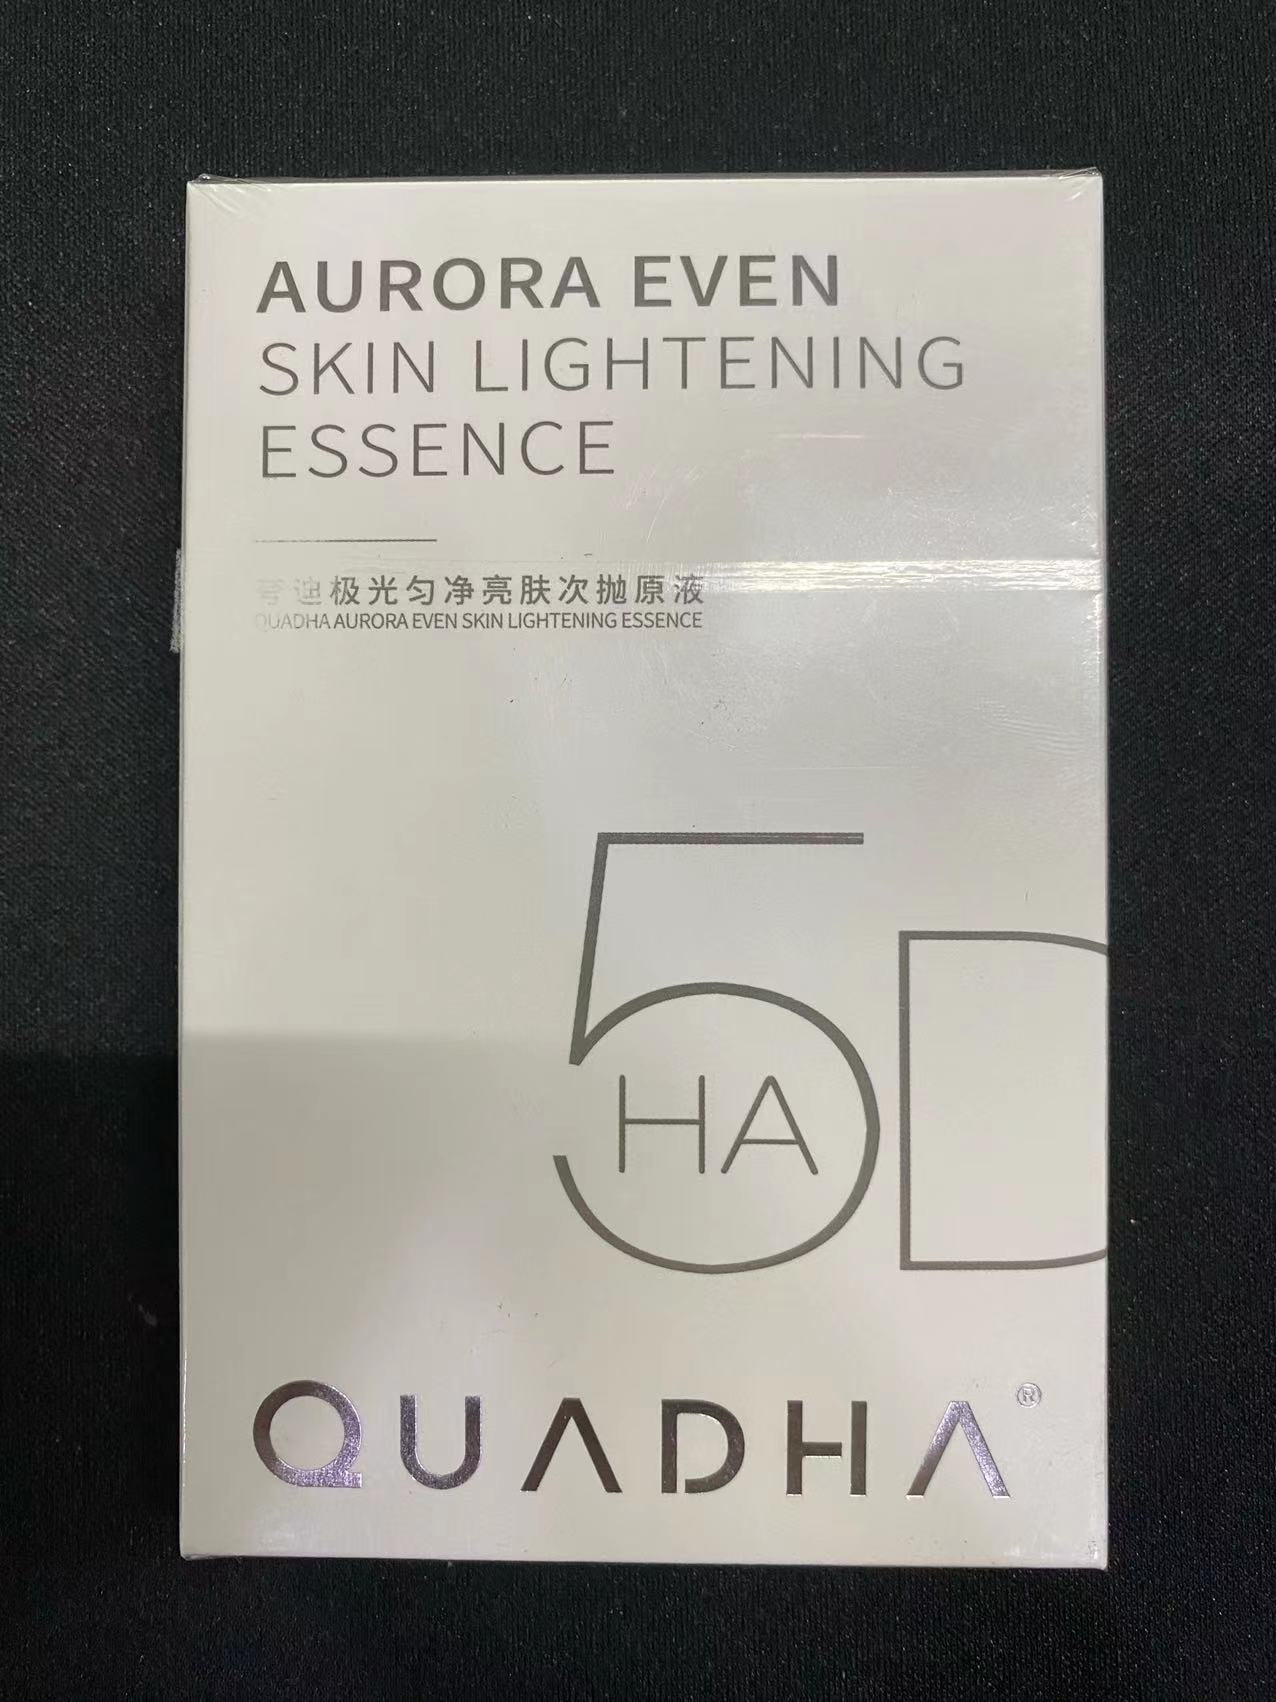 AURORA EVEN
SKIN LIGHTENING
ESSENCE
夸迪极光匀净亮肤次抛原液
QUADHA AURORA EVEN SKIN LIGHTENING ESSENCE
5D
HA
QUADHA®